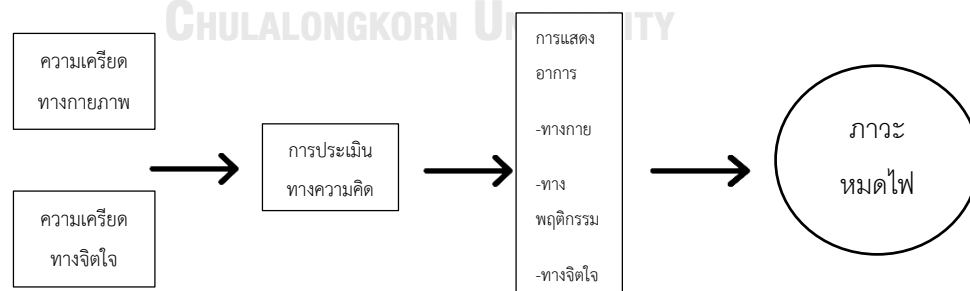 CHULALONGKORN UNIVERSITY
ความเครียด
ทางกายภาพ
ความเครียด
ทางจิตใจ
การประเมิน
ทางความคิด
การแสดง
อาการ
-ทางกาย
-ทาง
พฤติกรรม
-ทางจิตใจ
ภาวะ
หมดไฟ